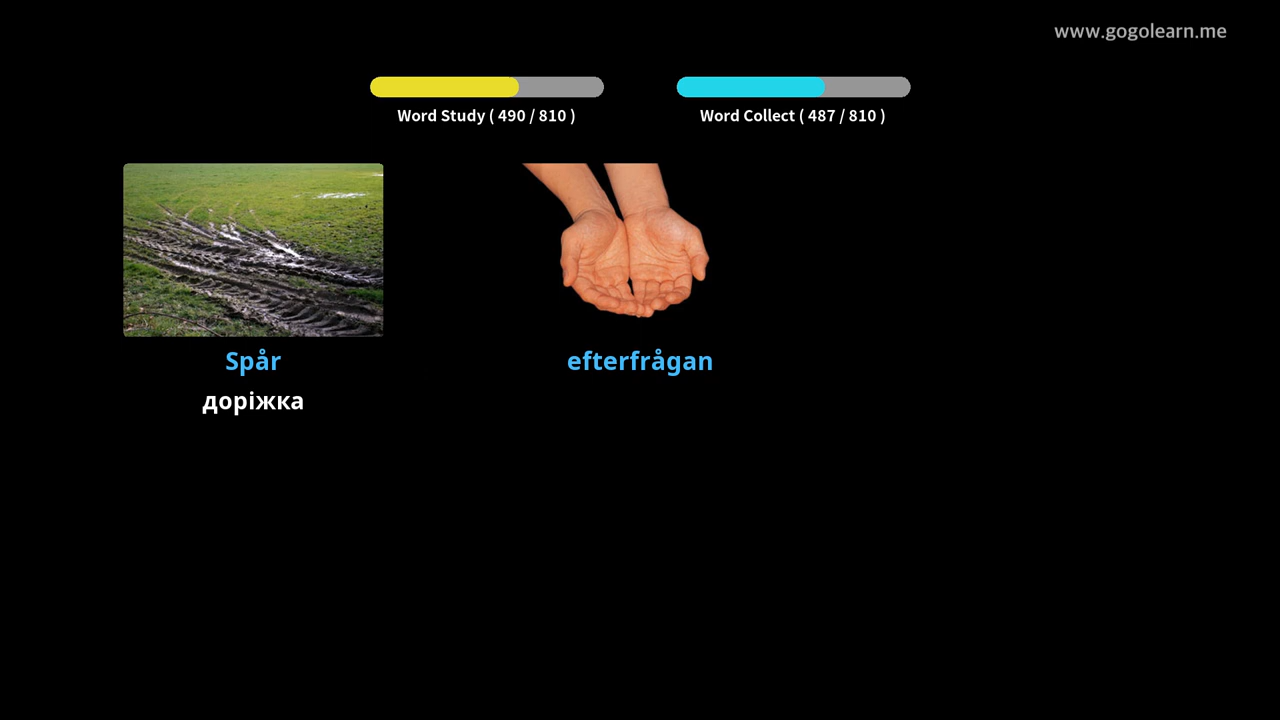 www.gogolearn.me
Word Study ( 490 / 810 )
Word Collect ( 487 / 810 )
Spår
efterfrågan
доріжка